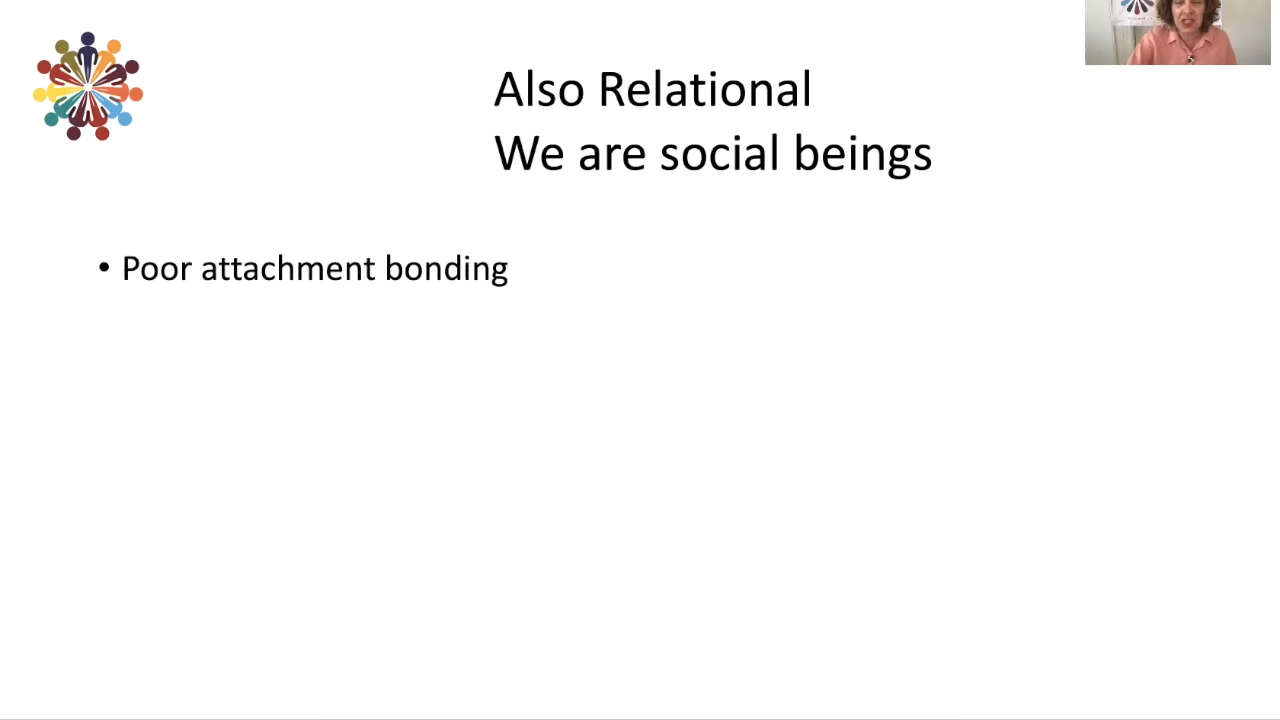 Also Relational
We are social beings
• Poor attachment bonding